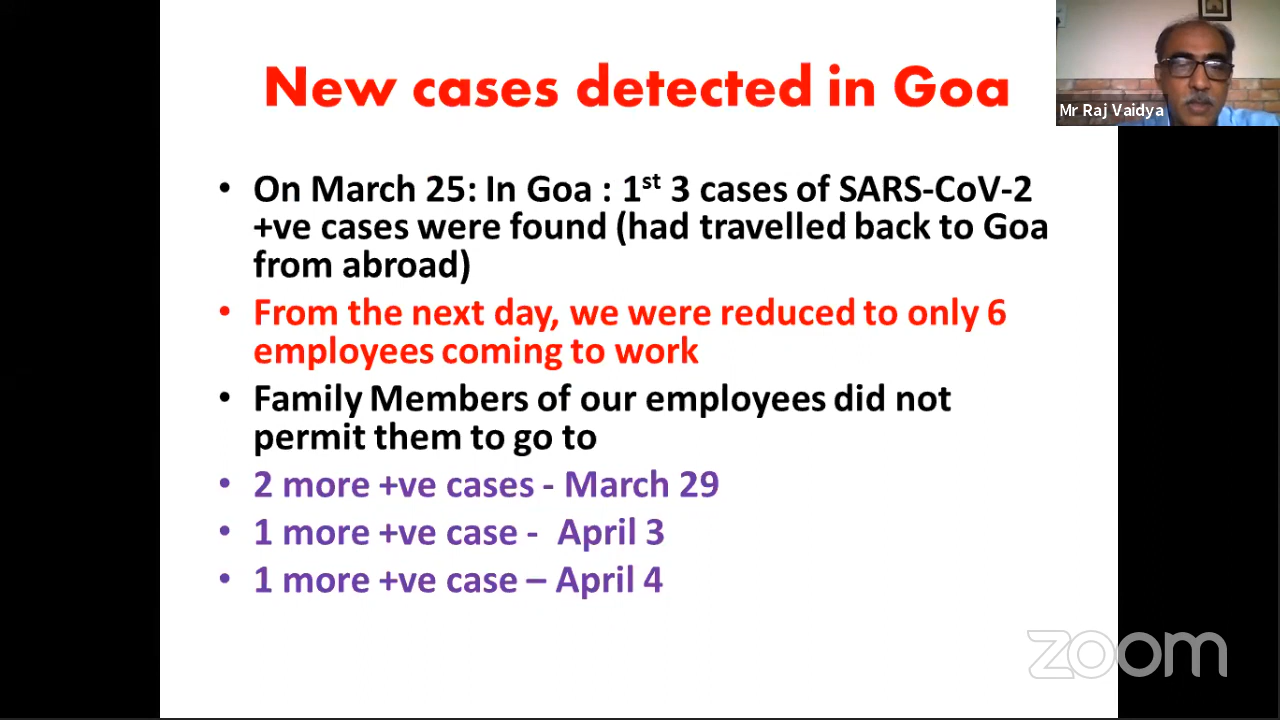 New cases detected in Goa
Mr Raj Vaidya
• On March 25: In Goa : 1st 3 cases of SARS-CoV-2
+ve cases were found (had travelled back to Goa
from abroad)
• From the next day, we were reduced to only 6
employees coming to work
• Family Members of our employees did not
permit them to go to
• 2 more +ve cases - March 29
• 1 more +ve case - April 3
• 1 more +ve case – April 4
zoom